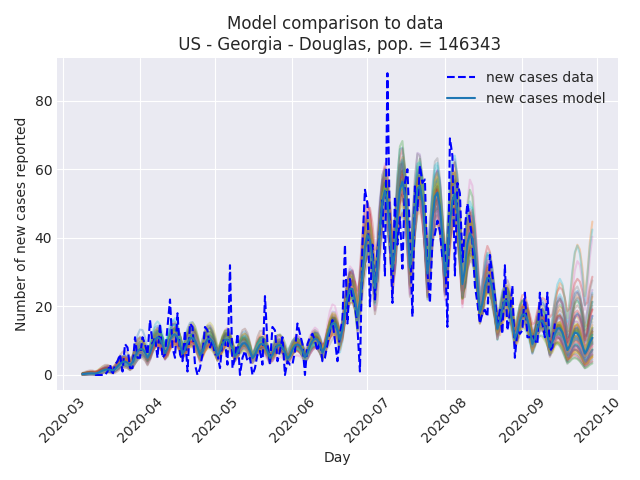 Model comparison to data
US - Georgia - Douglas, pop. = 146343
new cases data
new cases model
Number of new cases reported
80
60
40
20
0
2020-03
2020-04
2020-05
2020-06
2020-07
2020-08
2020-09
2020-10
Day